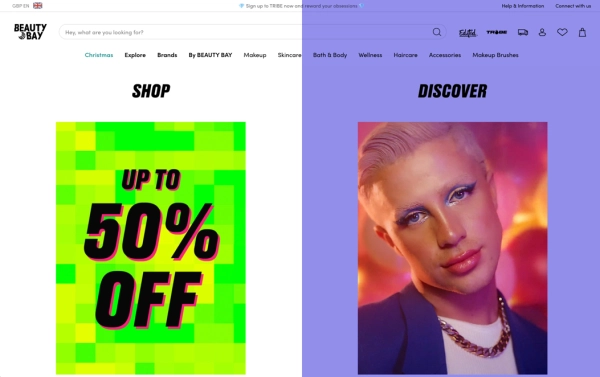 GBP EN
Sign up to TRIBE now and reward your obsessions
Help & Information
Connect with us
BEAUTY
BAY
Hey, what are you looking for?
TRIBE
Christmas
Explore
Brands
By BEAUTY BAY
Makeup
Skincare
Bath & Body
Wellness
Haircare
Accessories
Makeup Brushes
SHOP
DISCOVER
UP TO
50%
OFF